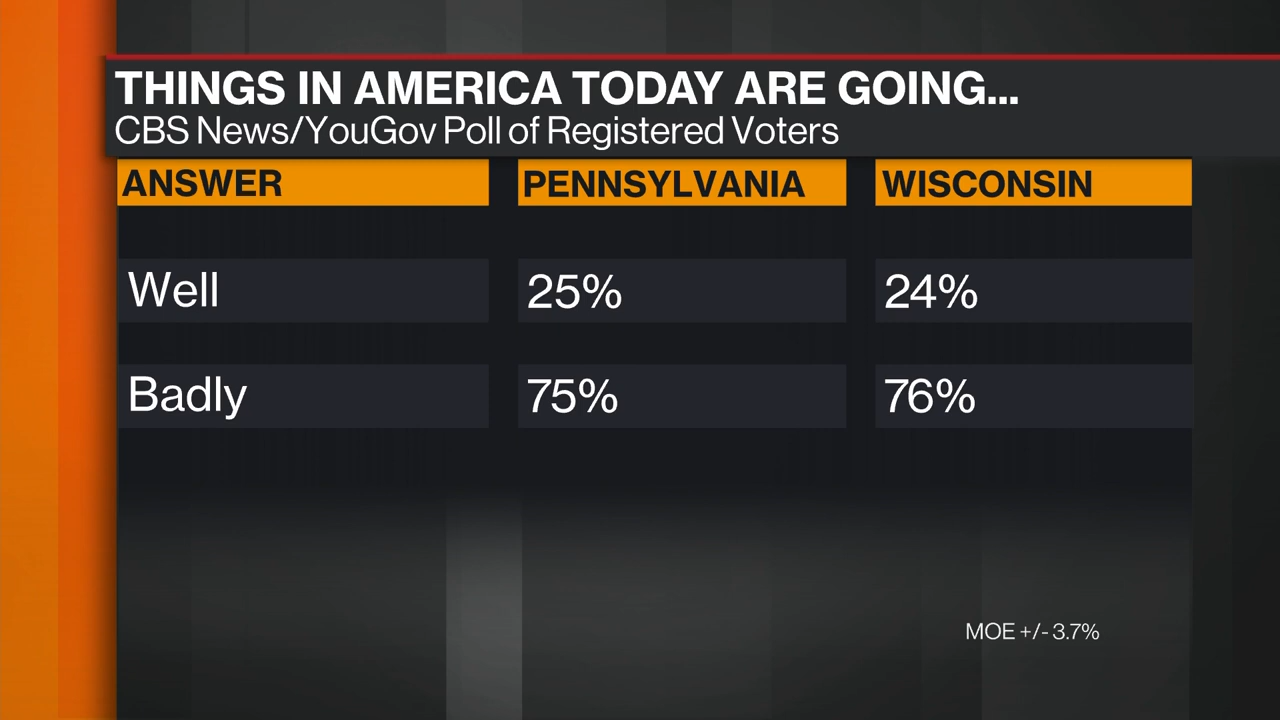 THINGS IN AMERICA TODAY ARE GOING...
CBS News/YouGov Poll of Registered Voters
ANSWER PENNSYLVANIA WISCONSIN
Well 25% 24%
Badly 75% 76%
MOE +/- 3.7%